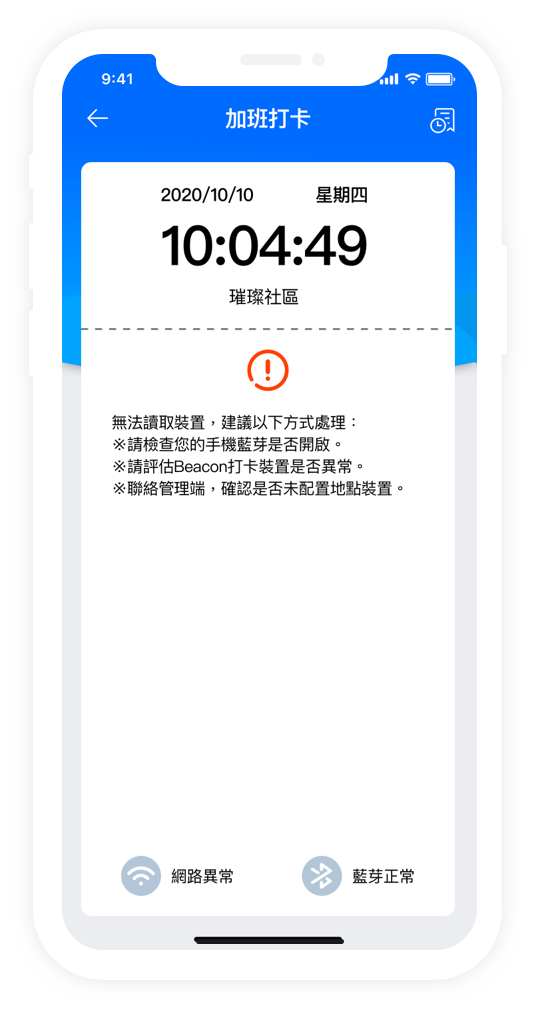 9:41
加班打卡
2020/10/10 星期四
10:04:49
璀璨社區
無法讀取裝置，建議以下方式處理：
※請檢查您的手機藍芽是否開啟。
※請評估Beacon打卡裝置是否異常。
※聯絡管理端，確認是否未配置地點裝置。
網路異常 藍芽正常